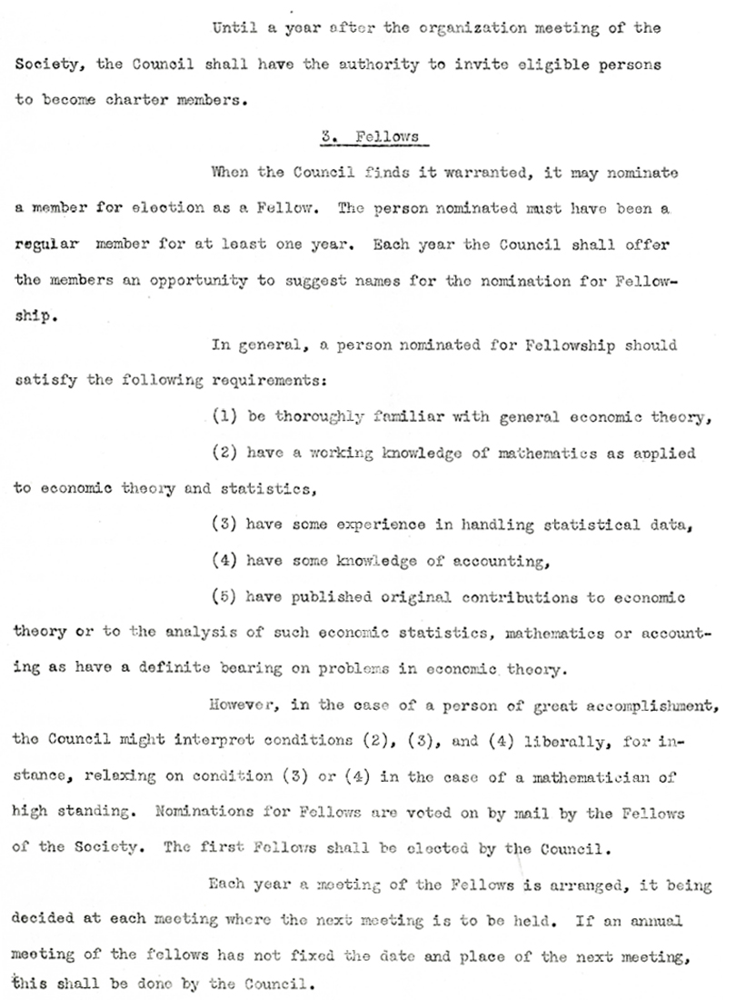 Until a year after the organization meeting of the
Society, the Council shall have the authority to invite eligible persons
to become charter members.
3. Fellows
When the Council finds it warranted, it may nominate
a member for election as a Fellow. The person nominated must have been a
regular member for at least one year. Each year the Council shall offer
the members an opportunity to suggest names for the nomination for Fellow-
ship.
In general, a person nominated for Fellowship should
satisfy the following requirements:
(1) be thoroughly familiar with general economic theory,
(2) have a working knowledge of mathematics as applied
to economic theory and statistics,
(3) have some experience in handling statistical data,
(4) have some knowledge of accounting,
(5) have published original contributions to economic
theory or to the analysis of such economic statistics, mathematics or account-
ing as have a definite bearing on problems in economic theory.
However, in the case of a person of great accomplishment,
the Council might interpret conditions (2), (3), and (4) liberally, for in-
stance, relaxing on condition (3) or (4) in the case of a mathematician of
high standing. Nominations for Fellows are voted on by mail by the Fellows
of the Society. The first Fellows shall be elected by the Council.
Each year a meeting of the Fellows is arranged, it being
decided at each meeting where the next meeting is to be held. If an annual
meeting of the fellows has not fixed the date and place of the next meeting,
this shall be done by the Council.